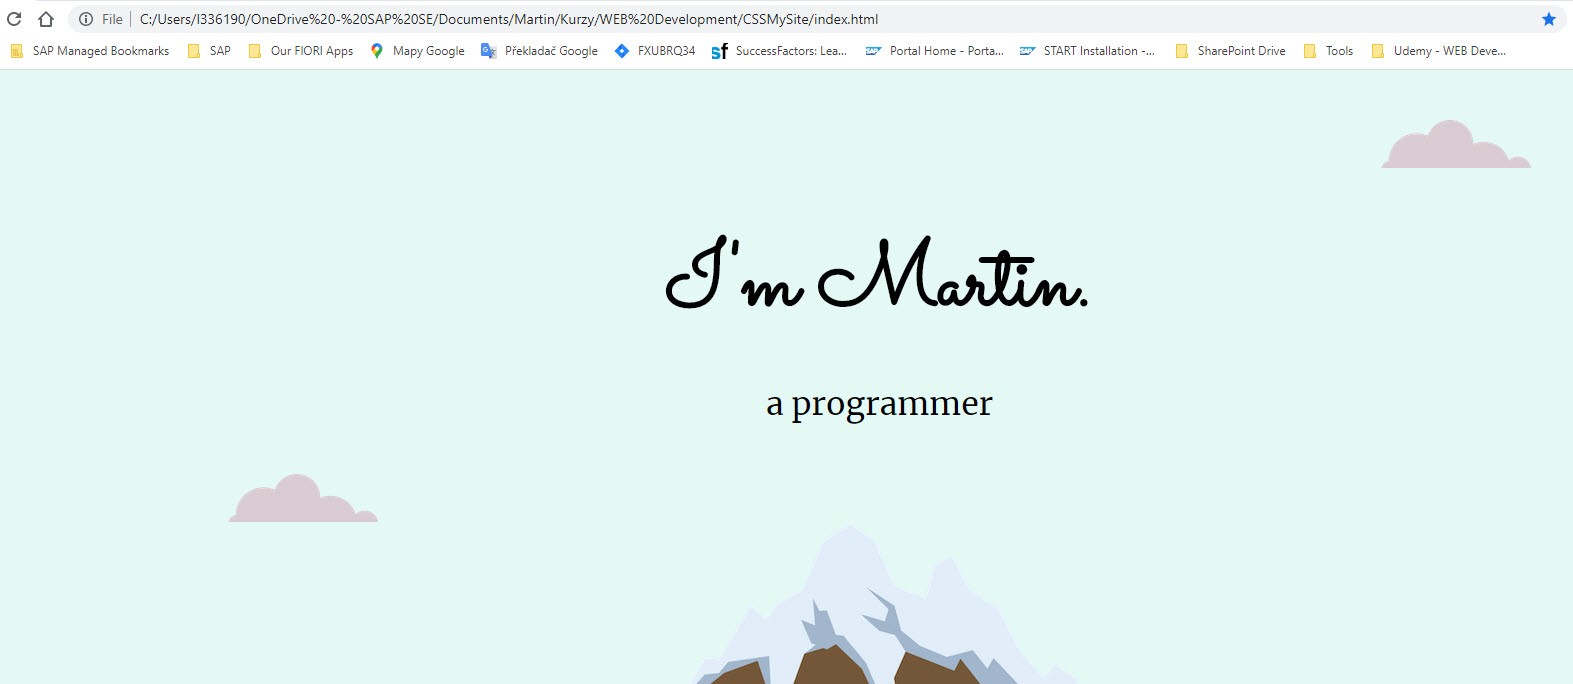 File C:/Users/I336190/OneDrive%20-%20SAP%20SE/Documents/Martin/Kurzy/WEB%20Development/CSSMySite/index.html
SAP Managed Bookmarks SAP Our FIORI Apps Mapy Google Překladač Google FXUBRQ34 SuccessFactors: Lea... Portal Home - Porta... START Installation -... SharePoint Drive Tools Udemy - WEB Deve...
I'm Martin.
a programmer